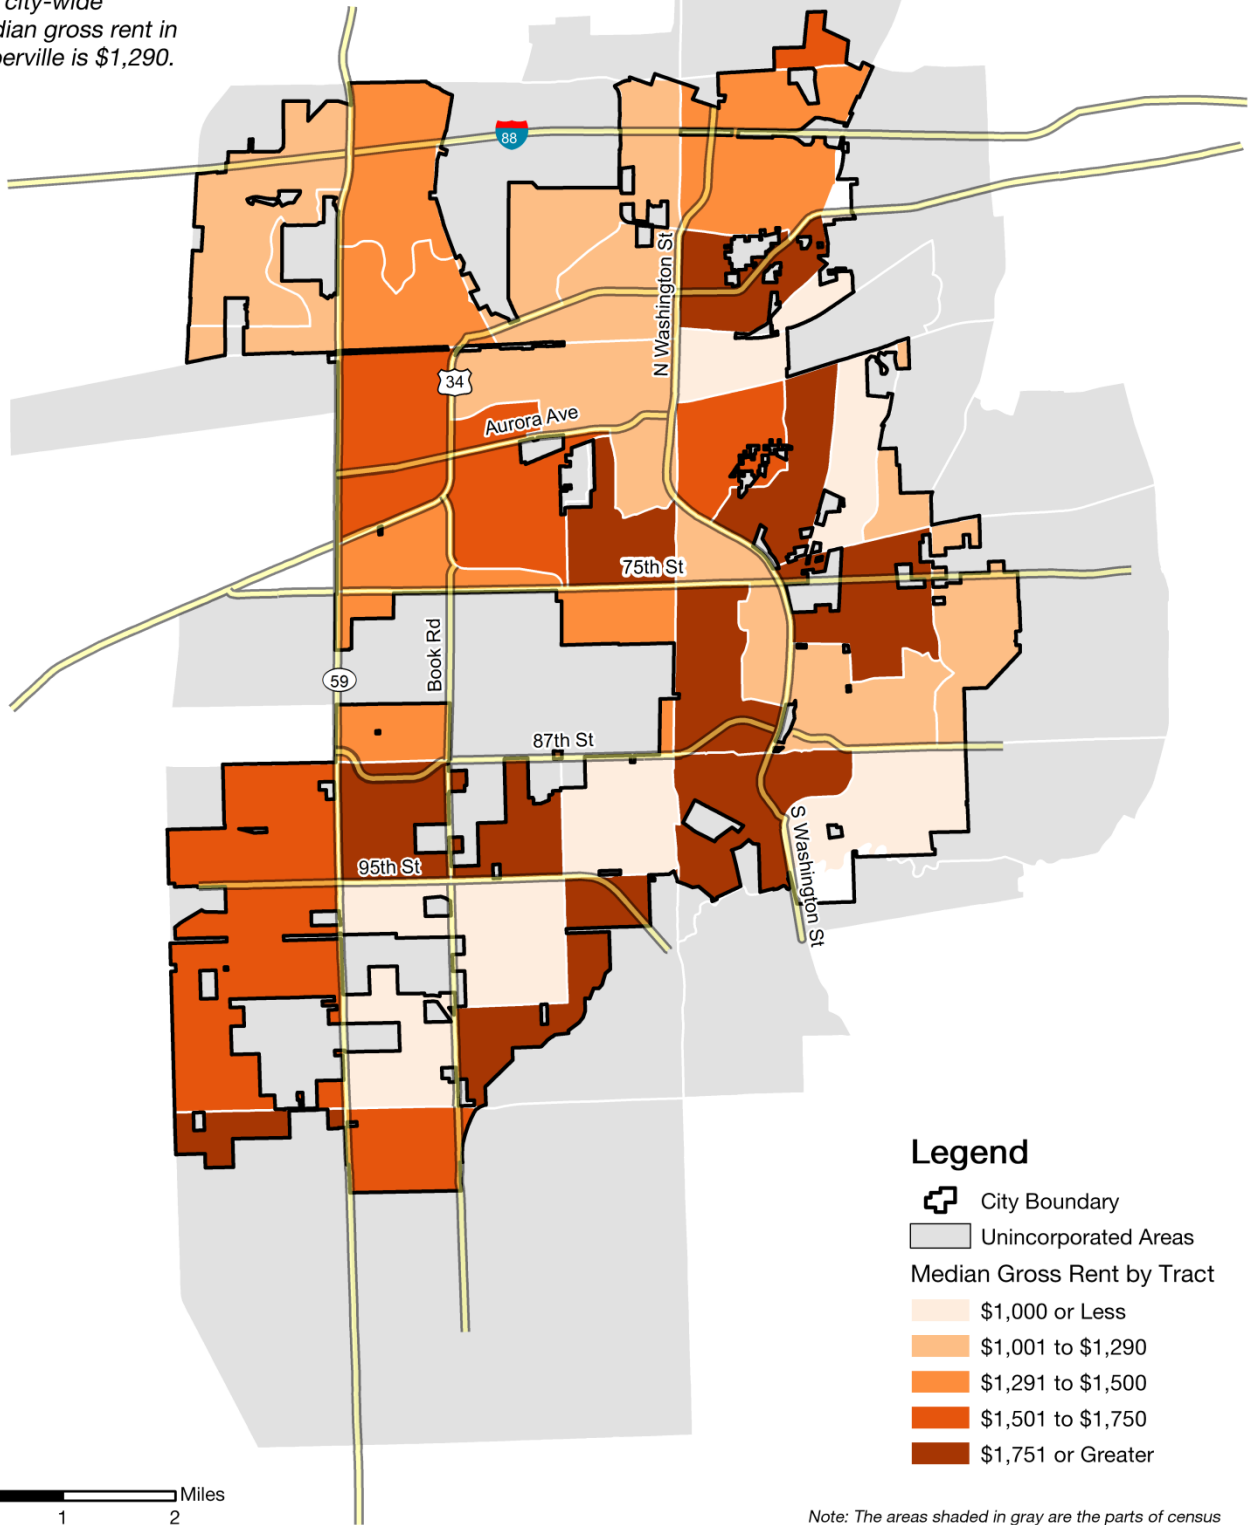 city-wide
dian gross rent in
perville is $1,290.
88
N Washington St
34
Aurora Ave
75th St
Book Rd
59
87th St
S Washington St
95th St
Legend
City Boundary
Unincorporated Areas
Median Gross Rent by Tract
$1,000 or Less
$1,001 to $1,290
$1,291 to $1,500
$1,501 to $1,750
$1,751 or Greater
Miles
1 2
Note: The areas shaded in gray are the parts of census